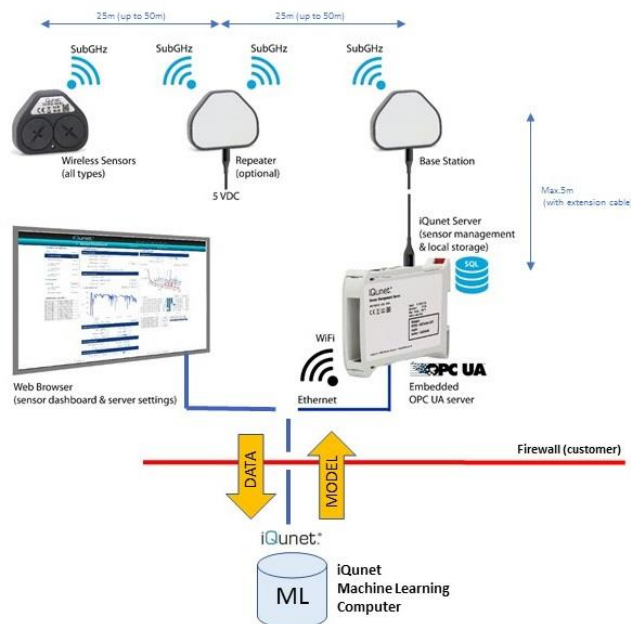 25m (up to 50m)
25m (up to 50m)
SubGHz
SubGHz
SubGHz
SubGHz
iQunet
Wireless Sensors
(all types)
Repeater
(optional)
Base Station
5 VDC
Max.5m
(with extension cable)
iQunet Server
(sensor management
& local storage)
SQL
iQunet
iQunet
WiFi
OPC UA
Ethernet
Embedded
OPC UA server
Web Browser
(sensor dashboard & server settings)
Firewall (customer)
DATA
MODEL
iQunet
ML
iQunet
Machine Learning
Computer